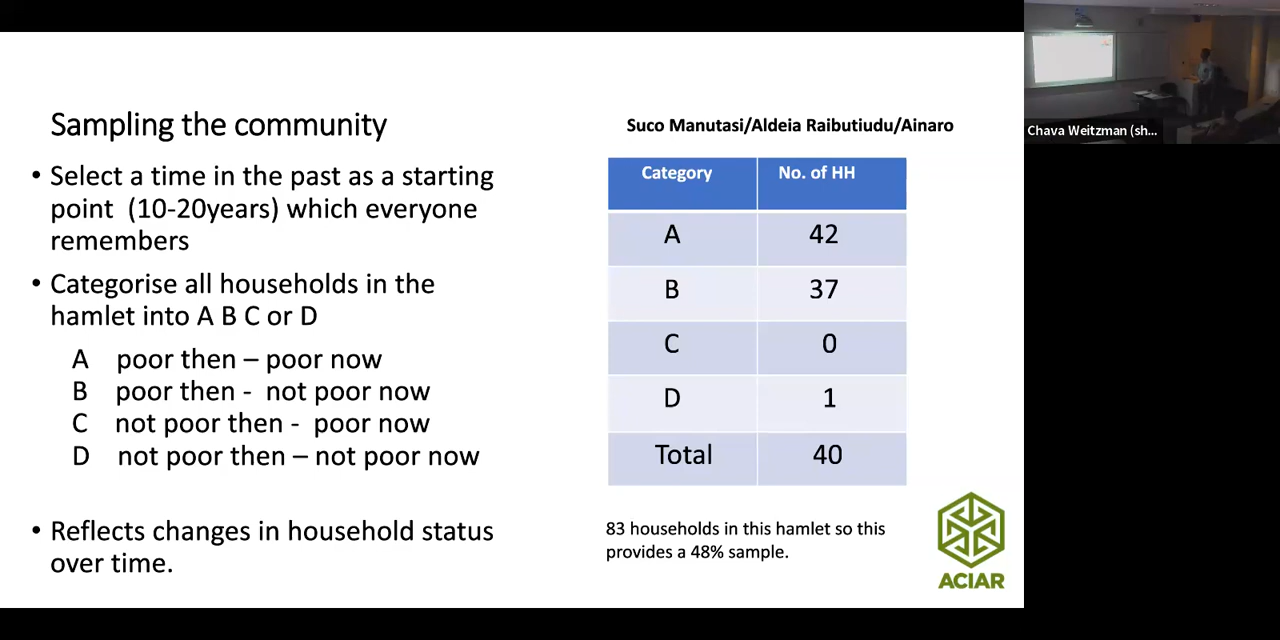 Sampling the community
• Select a time in the past as a starting
point (10-20years) which everyone
remembers
• Categorise all households in the
hamlet into A B C or D
A poor then – poor now
B poor then - not poor now
C not poor then - poor now
D not poor then – not poor now
• Reflects changes in household status
over time.
Suco Manutasi/Aldeia Raibutiudu/Ainaro
Category No. of HH
A 42
B 37
C 0
D 1
Total 40
83 households in this hamlet so this
provides a 48% sample.
ACIAR
Chava Weitzman (sh...